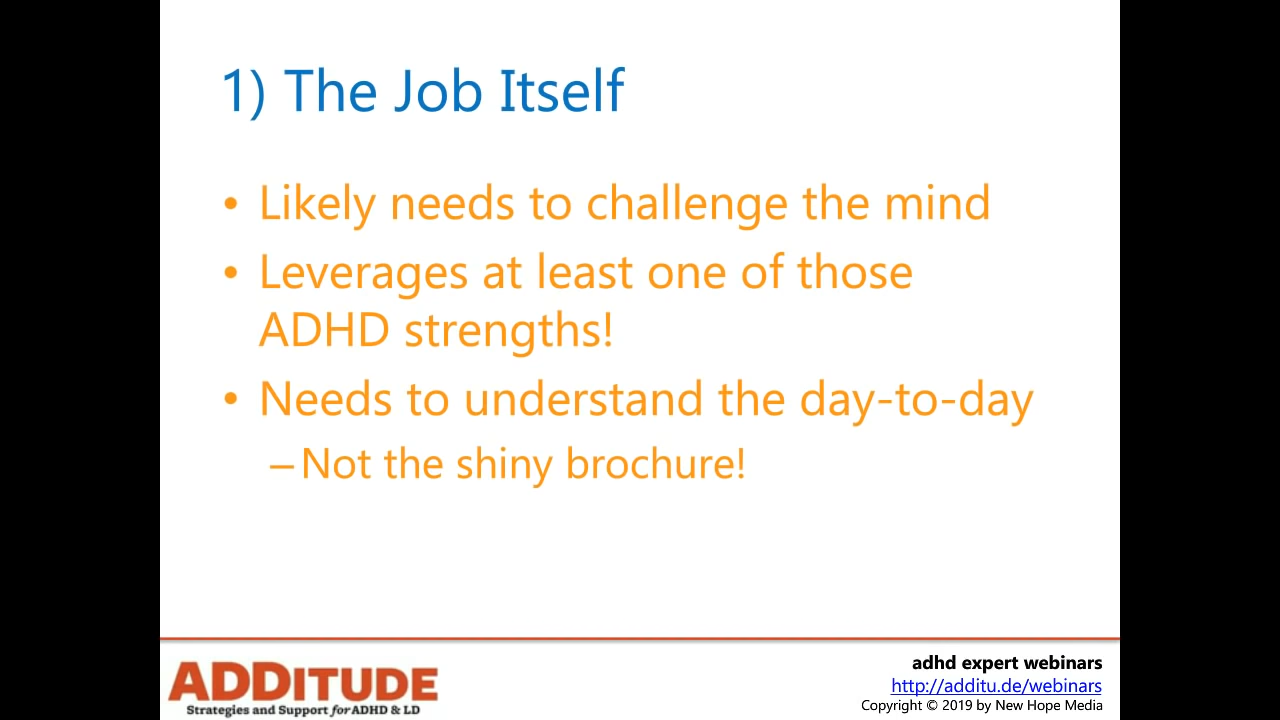 1) The Job Itself
• Likely needs to challenge the mind
• Leverages at least one of those
ADHD strengths!
• Needs to understand the day-to-day
– Not the shiny brochure!
ADDITUDE
Strategies and Support for ADHD & LD
adhd expert webinars
http://additu.de/webinars
Copyright © 2019 by New Hope Media